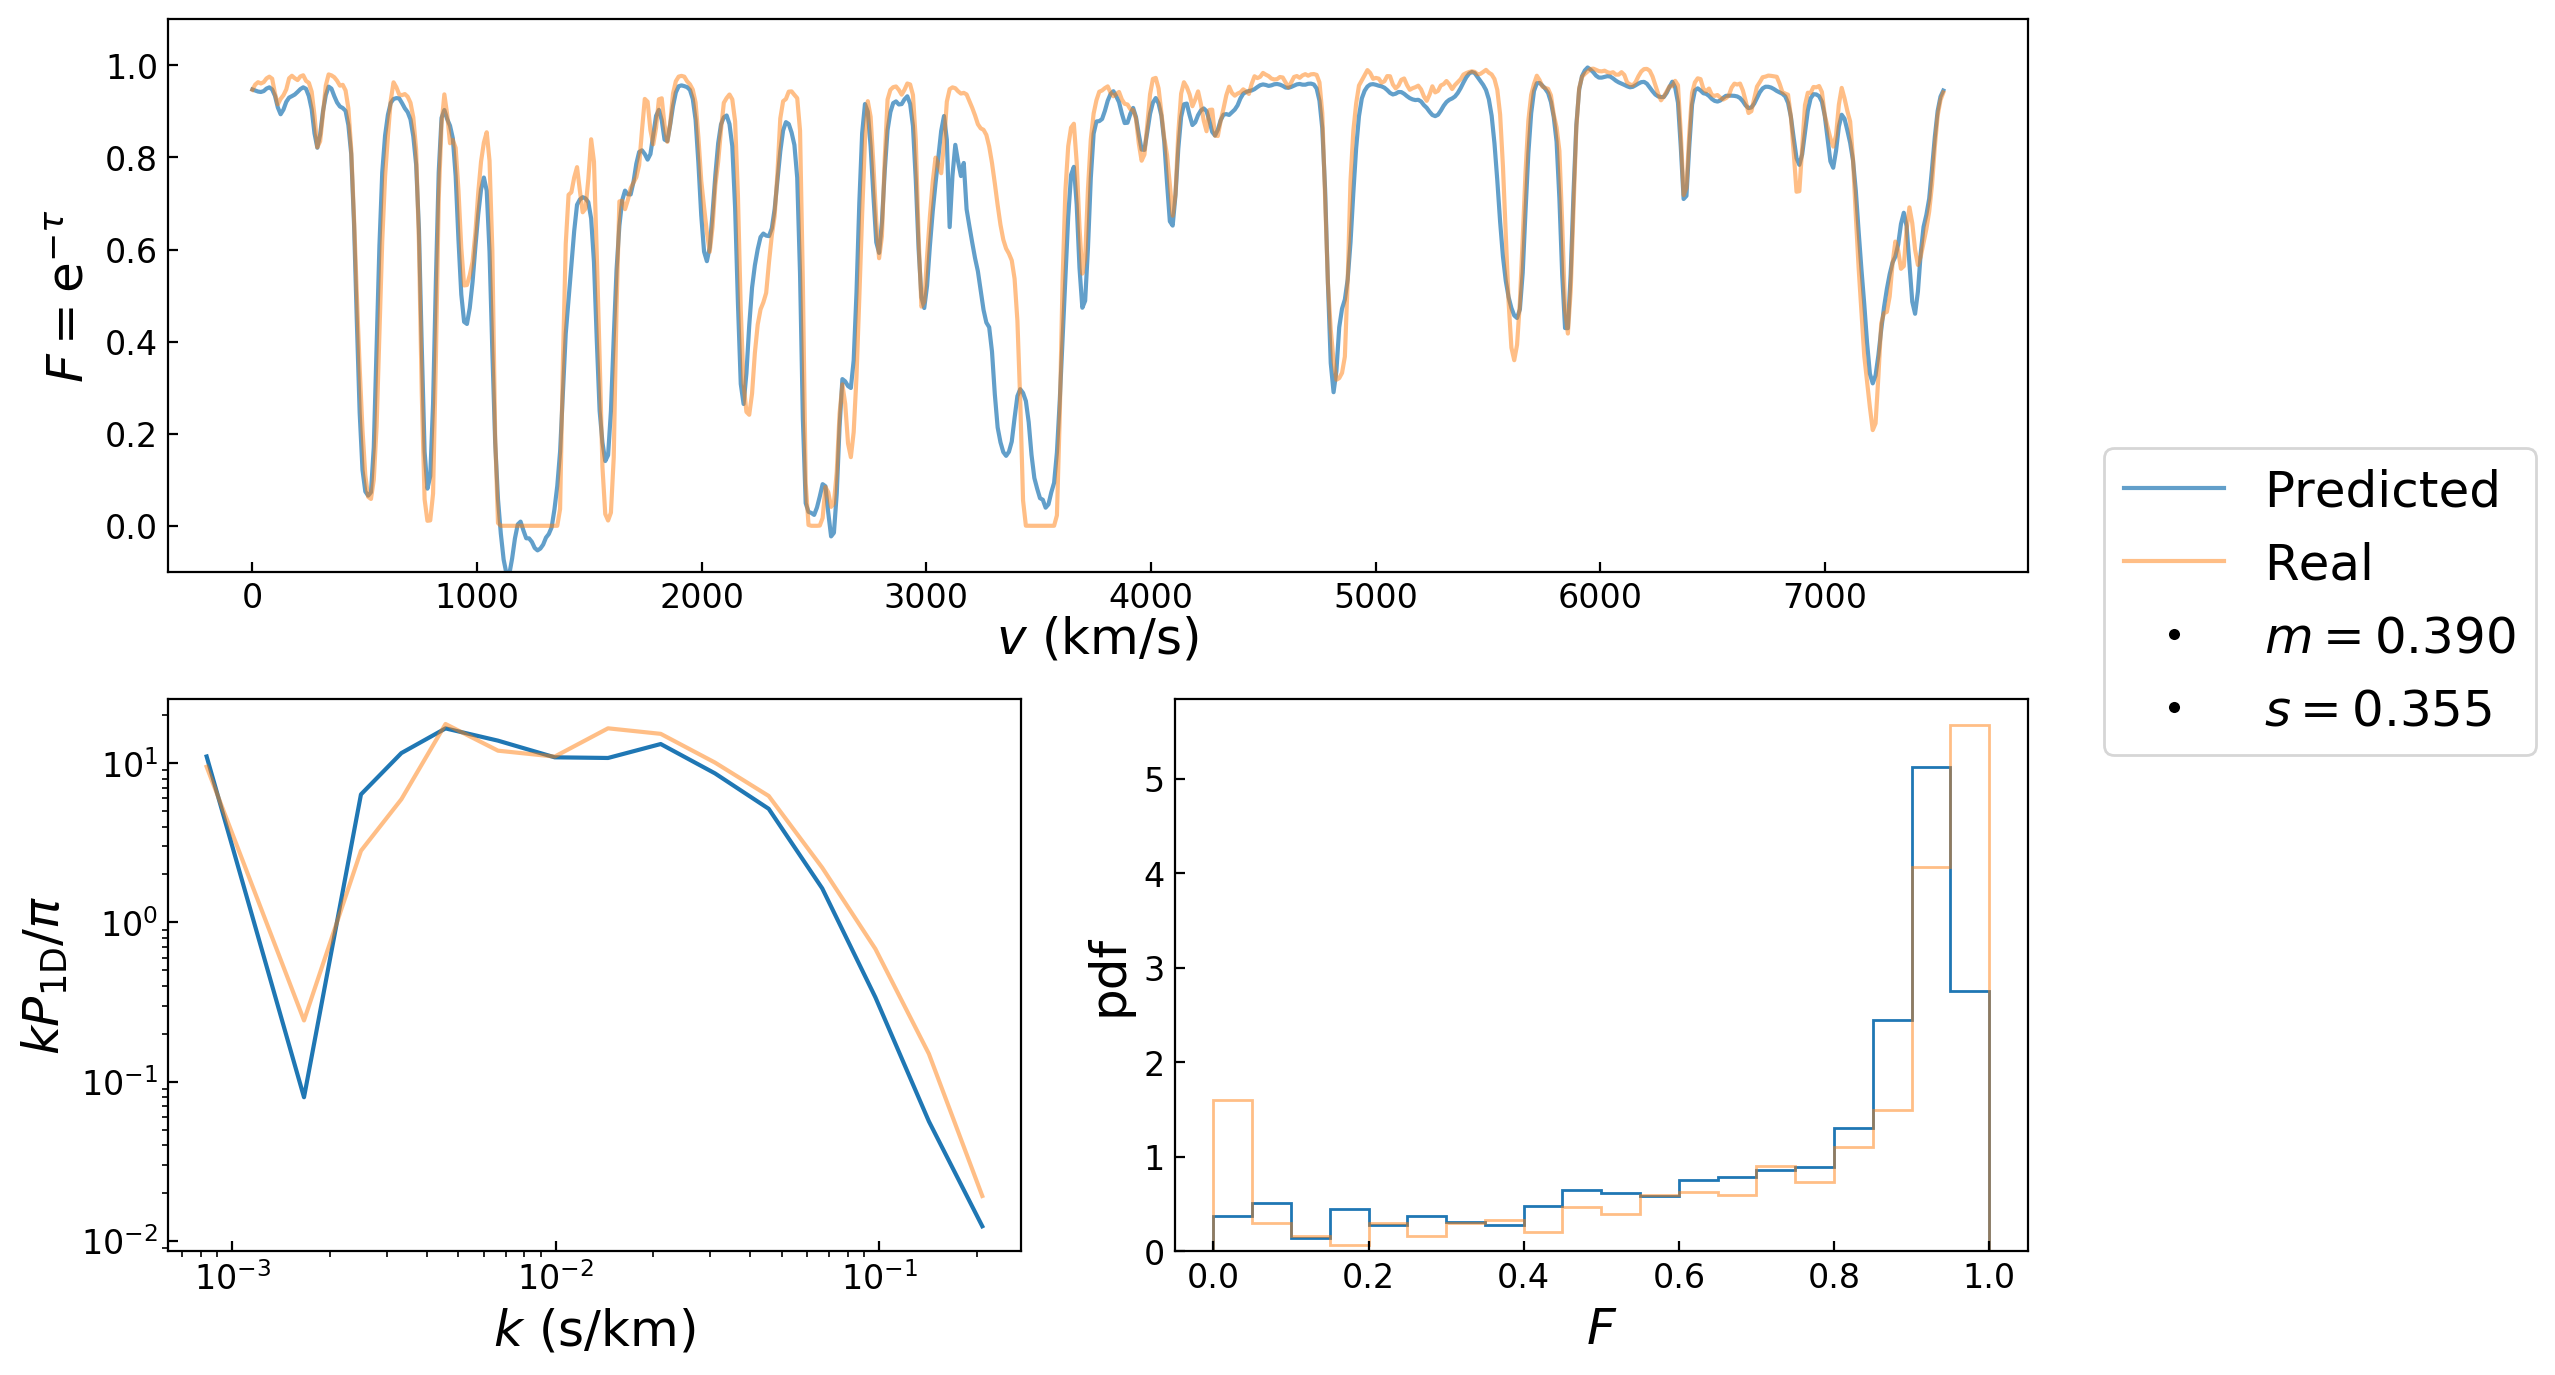 1.0
0.8
0.6
0.4
0.2
0.0
F = e^{-τ}
0 1000 2000 3000 4000 5000 6000 7000
v (km/s)
Predicted
Real
m = 0.390
s = 0.355
10^1
10^0
10^{-1}
10^{-2}
kP_{1D}/π
10^{-3} 10^{-2} 10^{-1}
k (s/km)
5
4
3
2
1
0
pdf
0.0 0.2 0.4 0.6 0.8 1.0
F